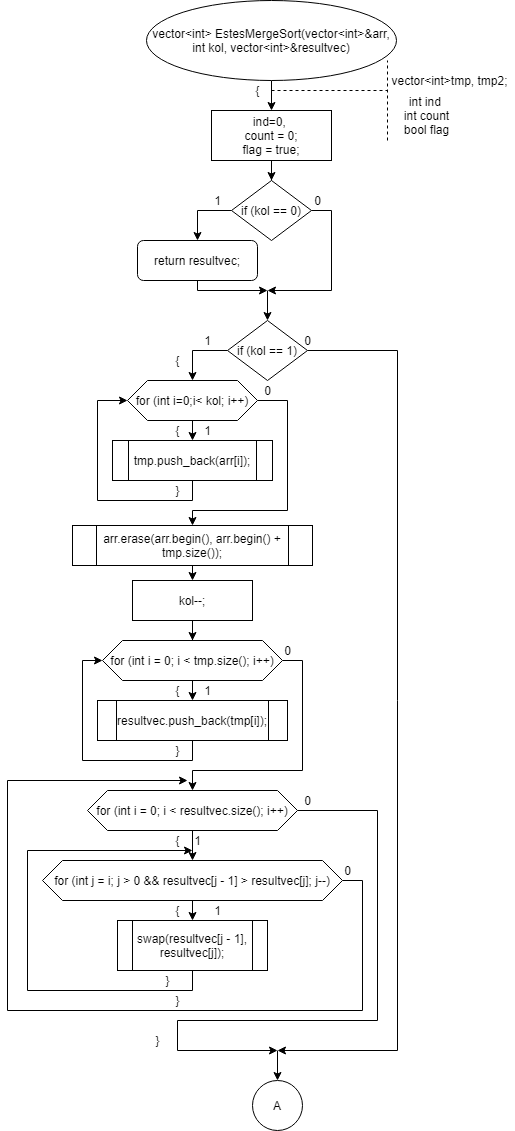 vector<int> EstesMergeSort(vector<int>&arr,
int kol, vector<int>&resultvec)
{
vector<int>tmp, tmp2;
int ind
int count
bool flag
ind=0,
count = 0;
flag = true;
1
if (kol == 0)
0
return resultvec;
1
if (kol == 1)
0
{
for (int i=0;i< kol; i++)
0
{
1
tmp.push_back(arr[i]);
}
arr.erase(arr.begin(), arr.begin() +
tmp.size());
kol--;
for (int i = 0; i < tmp.size(); i++)
0
{
1
resultvec.push_back(tmp[i]);
}
for (int i = 0; i < resultvec.size(); i++)
0
{
1
for (int j = i; j > 0 && resultvec[j - 1] > resultvec[j]; j--)
0
{
1
swap(resultvec[j - 1],
resultvec[j]);
}
}
}
A